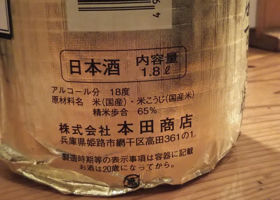 日本酒 内容量 1.8ℓ
アルコール分 18度
原材料名 米(国産)・米こうじ(国産米)
精米歩合 65%
株式会社 本田商店
兵庫県姫路市網干区高田361の1.
製造時期等の表示事項は容器に記載
お酒は20歳になってから。